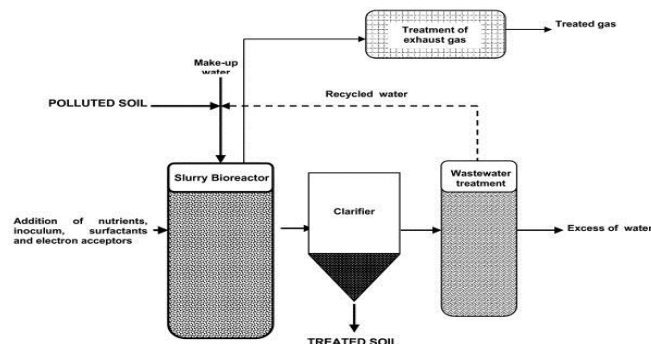 Treatment of
exhaust gas
Treated gas
Make-up
water
POLLUTED SOIL
Recycled water
Slurry Bioreactor
Wastewater
treatment
Clarifier
Addition of nutrients,
inoculum, surfactants
and electron acceptors
Excess of water
TREATED SOIL